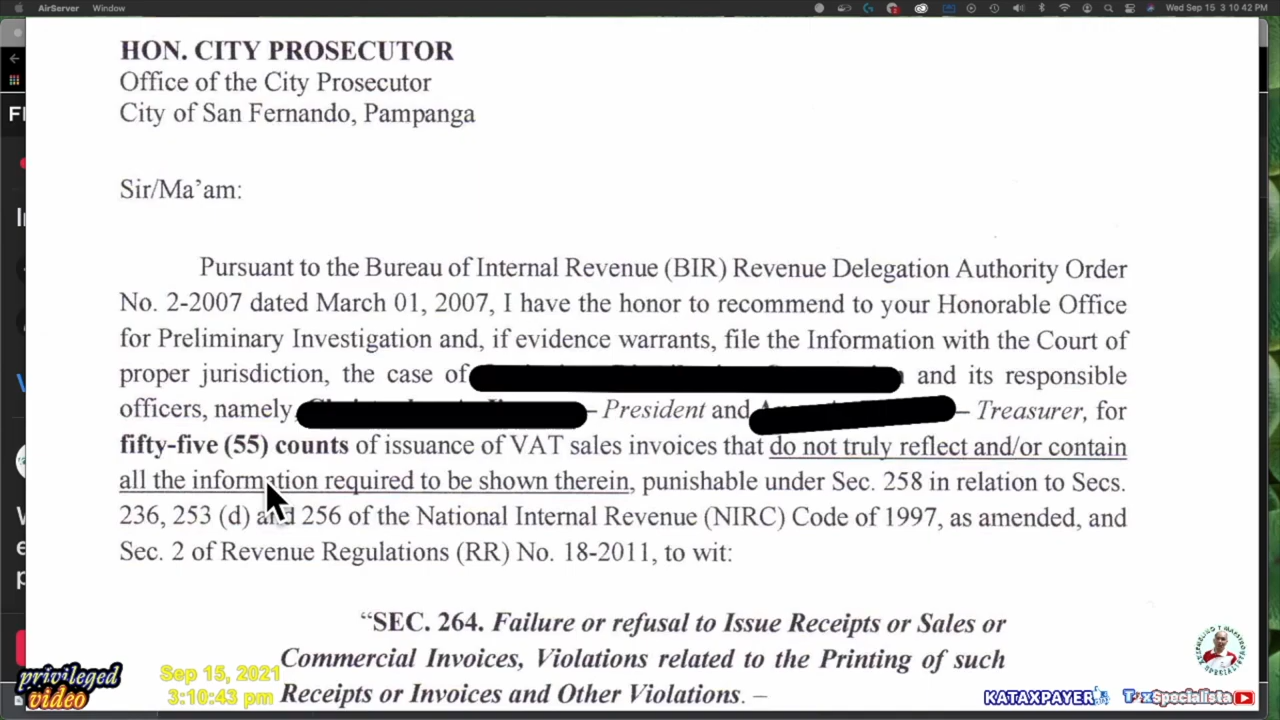 AirServer Window
Wed Sep 15 3 10 42 PM
HON. CITY PROSECUTOR
Office of the City Prosecutor
City of San Fernando, Pampanga
Sir/Ma'am:
Pursuant to the Bureau of Internal Revenue (BIR) Revenue Delegation Authority Order
No. 2-2007 dated March 01, 2007, I have the honor to recommend to your Honorable Office
for Preliminary Investigation and, if evidence warrants, file the Information with the Court of
proper jurisdiction, the case of and its responsible
officers, namely – President and – Treasurer, for
fifty-five (55) counts of issuance of VAT sales invoices that do not truly reflect and/or contain
all the information required to be shown therein, punishable under Sec. 258 in relation to Secs.
236, 253 (d) and 256 of the National Internal Revenue (NIRC) Code of 1997, as amended, and
Sec. 2 of Revenue Regulations (RR) No. 18-2011, to wit:
"SEC. 264. Failure or refusal to Issue Receipts or Sales or
Commercial Invoices, Violations related to the Printing of such
Receipts or Invoices and Other Violations. –
privileged
video
Sep 15, 2021
3:10:43 pm
KATAXPAYER
TaxSpecialista